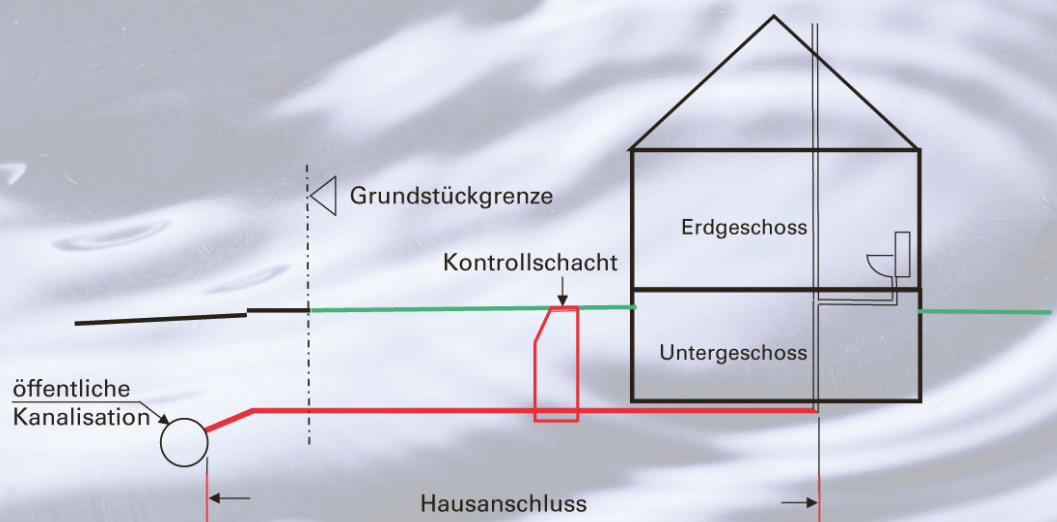 Grundstückgrenze
Erdgeschoss
Kontrollschacht
Untergeschoss
öffentliche
Kanalisation
Hausanschluss